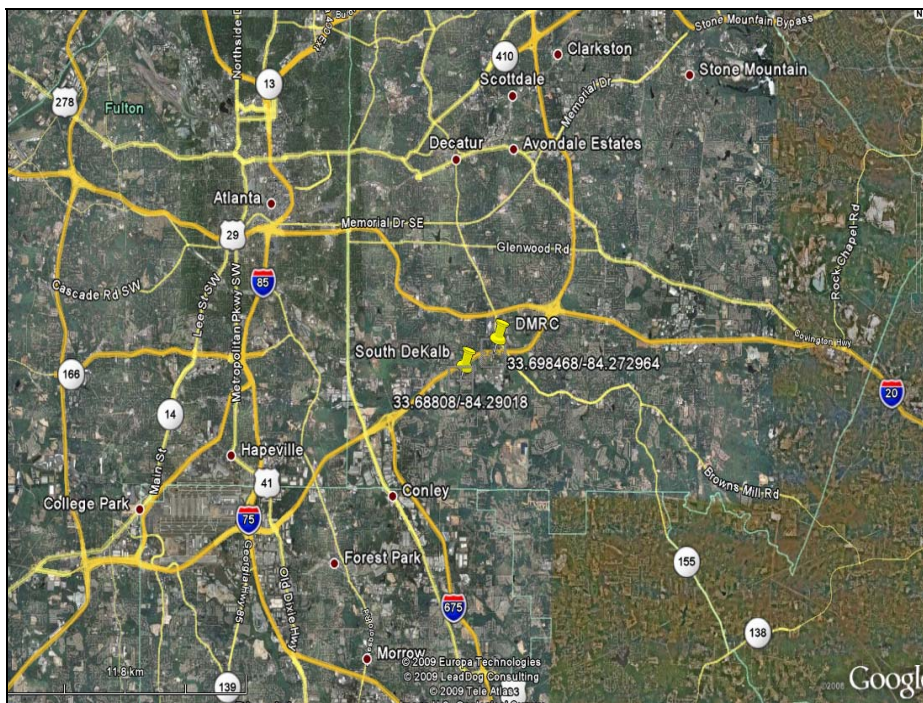 Stone Mountain Bypass
Clarkston
410
Scottdale
Stone Mountain
13
278
Fulton
Memorial Dr
Decatur
Avondale Estates
Atlanta
Memorial Dr SE
29
Glenwood Rd
Rock Chapel Rd
Cascade Rd SW
Lee St SW
85
Metropolitan Pkwy SW
DMRC
South DeKalb
33.698468/-84.272964
Covington Hwy
166
20
33.68808/-84.29018
14
Main St
Hapeville
41
Browns Mill Rd
College Park
Conley
75
Georgia Hwy 85
Old Dixie Hwy
Forest Park
155
675
138
Morrow
11.8 km
139
© 2009 Europa Technologies
© 2009 LeadDog Consulting
© 2009 Tele Atlas
©2008
Google